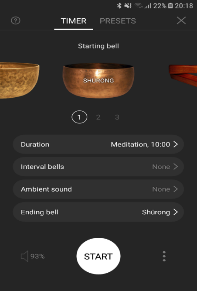 22% 20:18
TIMER PRESETS
Starting bell
SHURONG
1 2 3
Duration Meditation, 10:00
Interval bells None
Ambient sound None
Ending bell Shurong
93% START